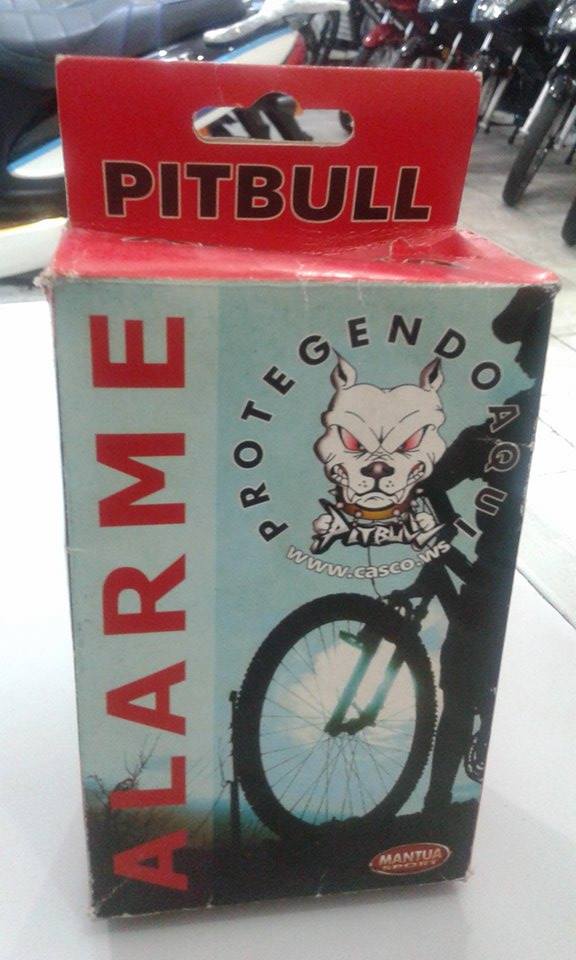 PITBULL
ALARME
PROTEGENDO AQUI
PITBULL
www.casco.ws
MANTUA
SPORT